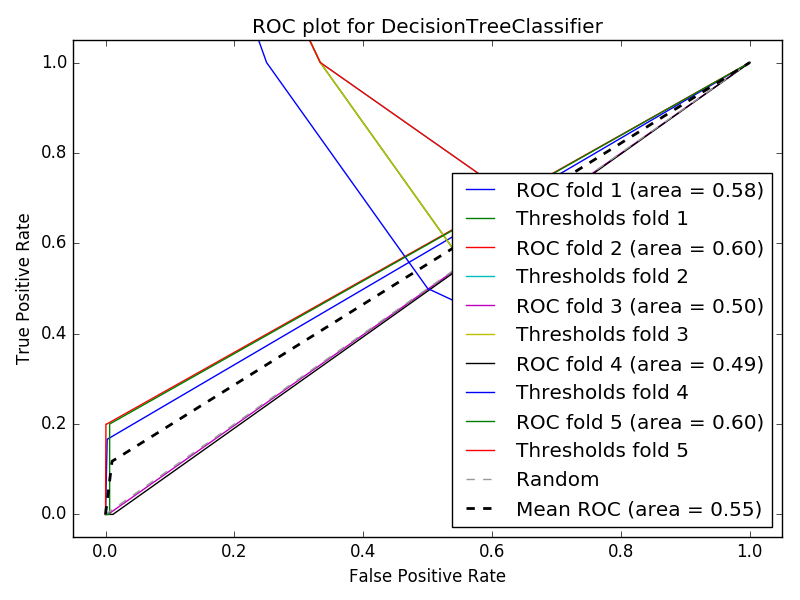 ROC plot for DecisionTreeClassifier
True Positive Rate
1.0
0.8
0.6
0.4
0.2
0.0
ROC fold 1 (area = 0.58)
Thresholds fold 1
ROC fold 2 (area = 0.60)
Thresholds fold 2
ROC fold 3 (area = 0.50)
Thresholds fold 3
ROC fold 4 (area = 0.49)
Thresholds fold 4
ROC fold 5 (area = 0.60)
Thresholds fold 5
Random
Mean ROC (area = 0.55)
0.0 0.2 0.4 0.6 0.8 1.0
False Positive Rate